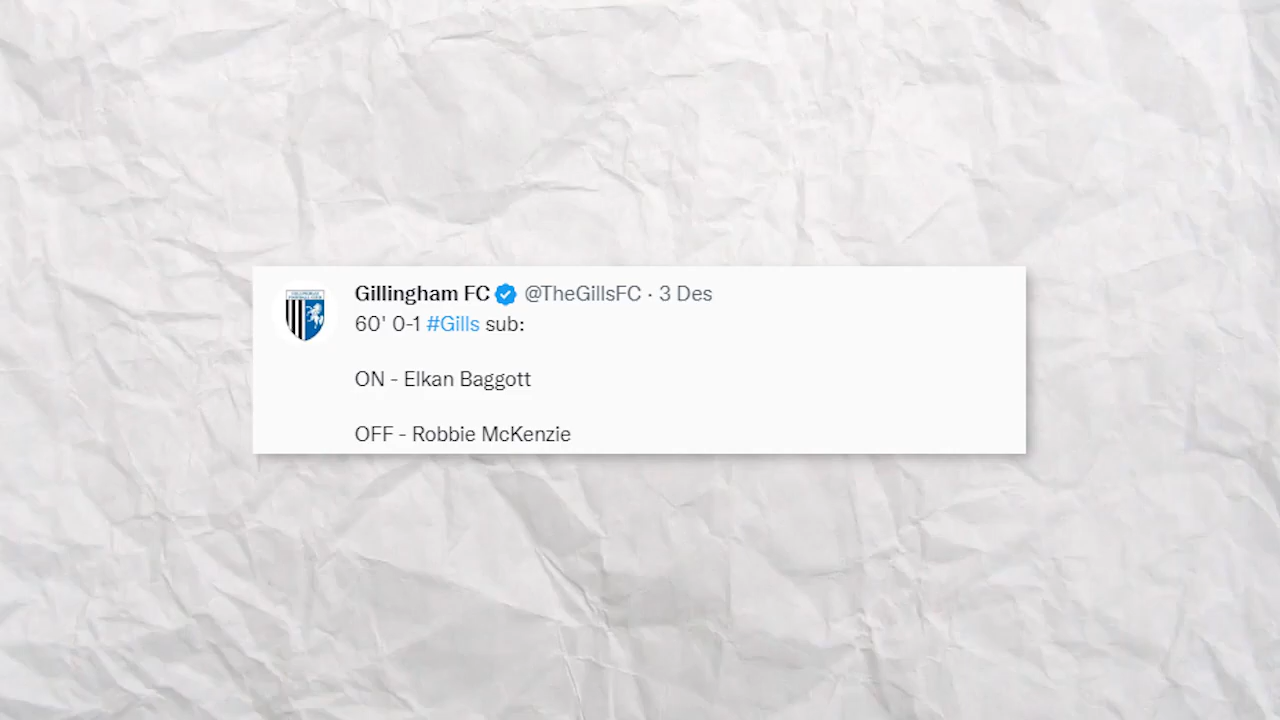 Gillingham FC @TheGillsFC · 3 Des
60' 0-1 #Gills sub:
ON - Elkan Baggott
OFF - Robbie McKenzie